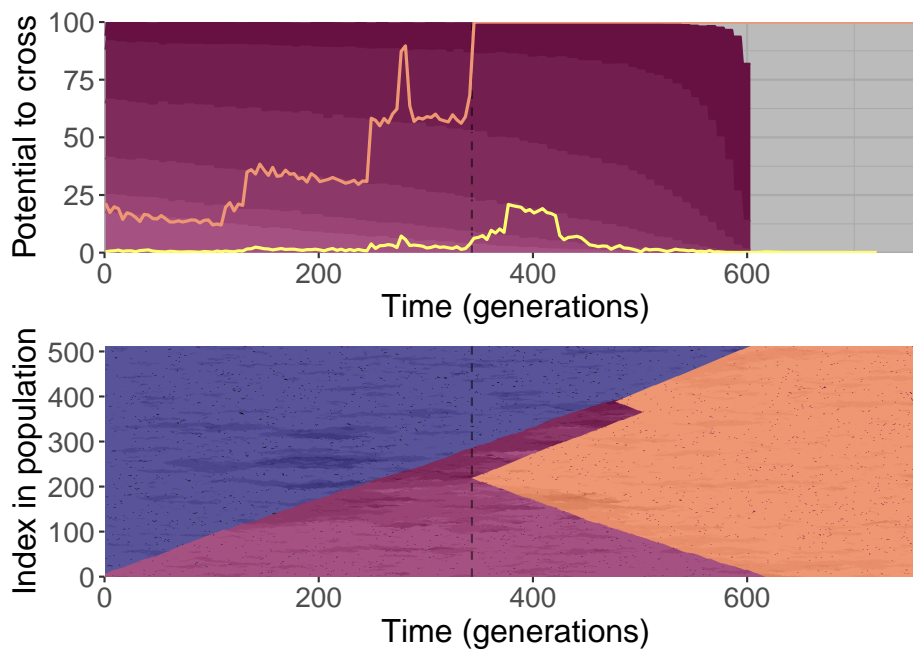 Potential to cross
100
75
50
25
0
0 200 400 600
Time (generations)
Index in population
500
400
300
200
100
0
0 200 400 600
Time (generations)